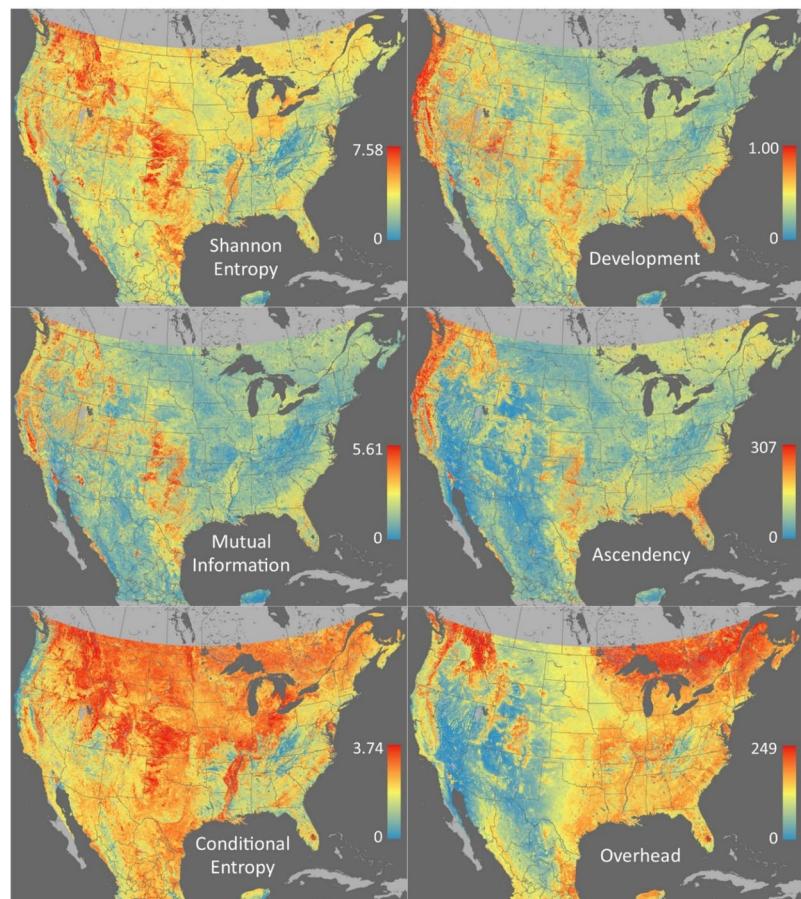 7.58
0
Shannon
Entropy
1.00
0
Development
5.61
0
Mutual
Information
307
0
Ascendency
3.74
0
Conditional
Entropy
249
0
Overhead